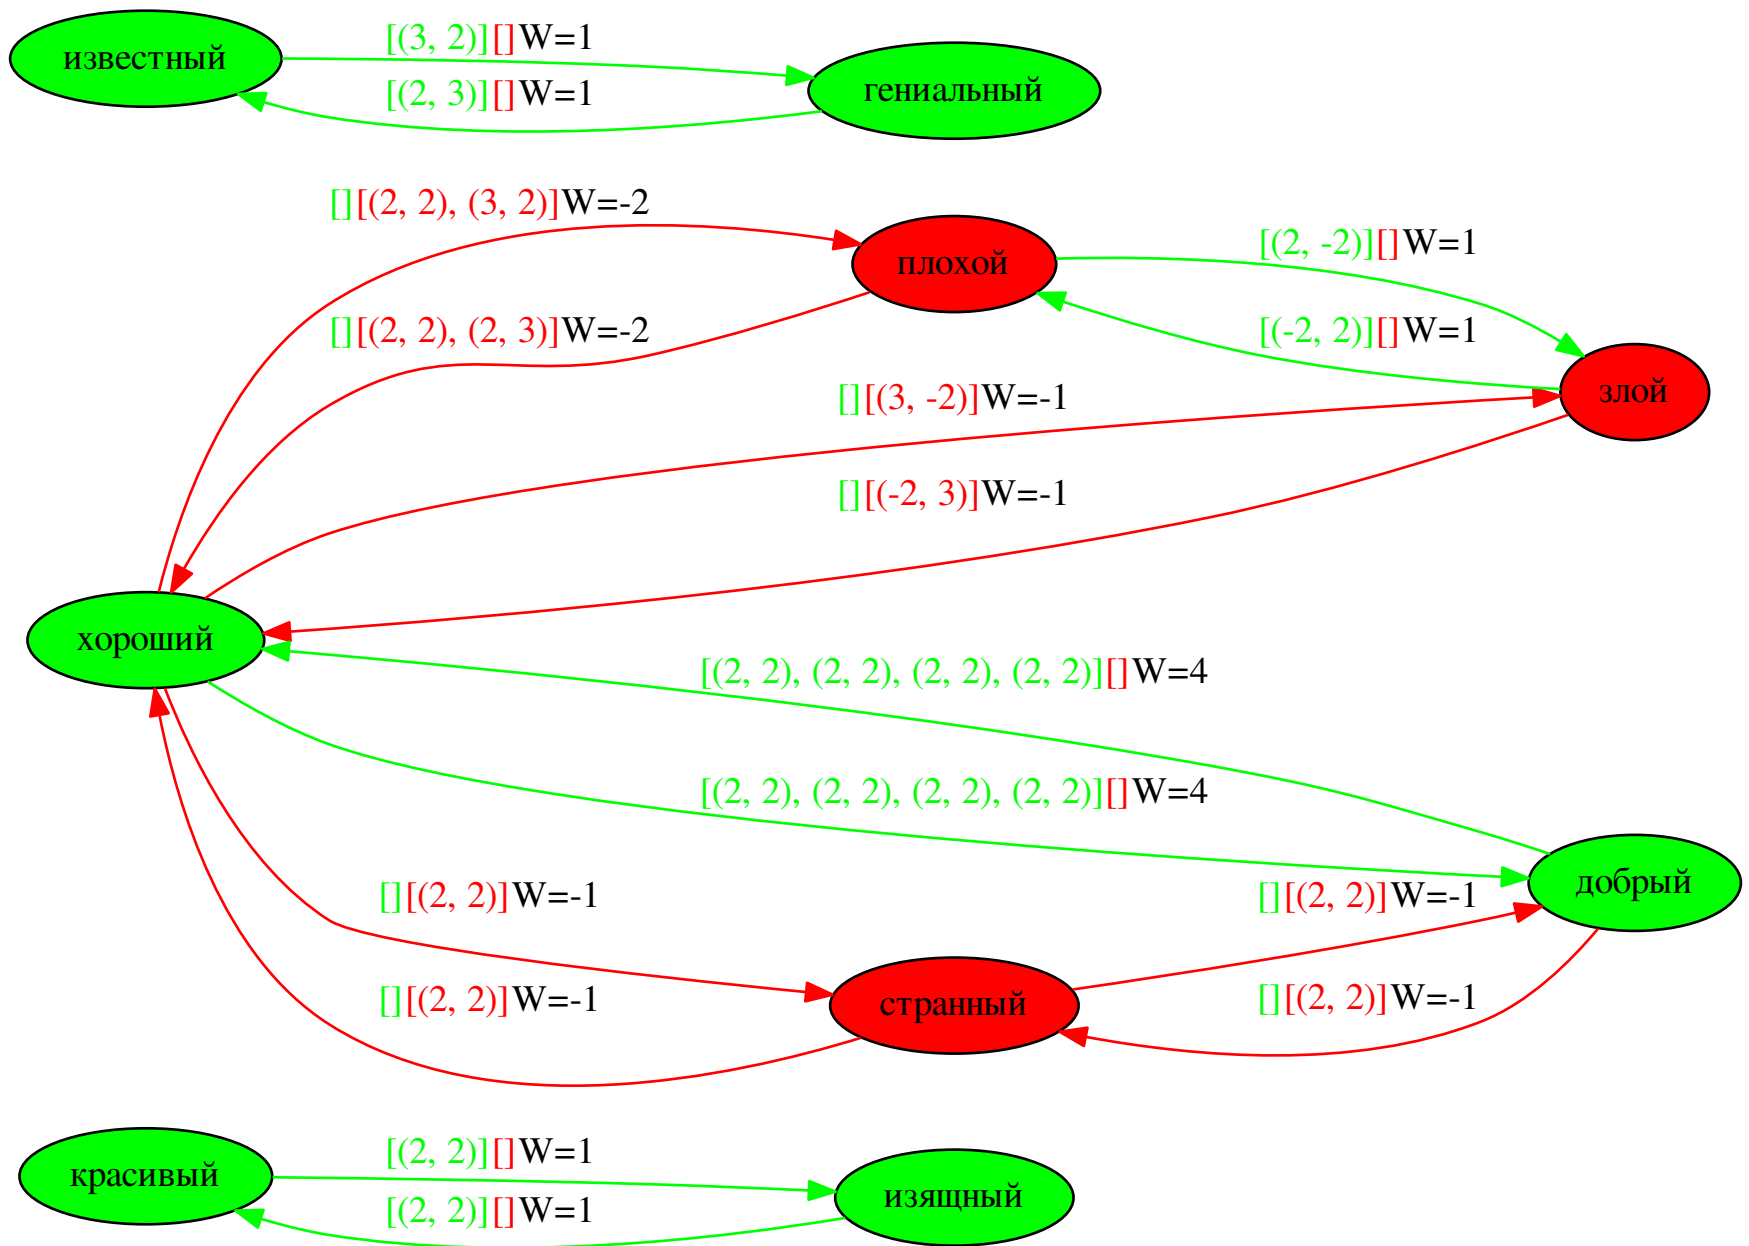 [(3, 2)][]W=1
известный
гениальный
[(2, 3)][]W=1
[][(2, 2), (3, 2)]W=-2
плохой
[(2, -2)][]W=1
[][(2, 2), (2, 3)]W=-2
[(-2, 2)][]W=1
злой
[][(3, -2)]W=-1
[][(-2, 3)]W=-1
хороший
[(2, 2), (2, 2), (2, 2), (2, 2)][]W=4
[(2, 2), (2, 2), (2, 2), (2, 2)][]W=4
добрый
[][(2, 2)]W=-1
[][(2, 2)]W=-1
странный
[][(2, 2)]W=-1
[][(2, 2)]W=-1
[(2, 2)][]W=1
красивый
изящный
[(2, 2)][]W=1